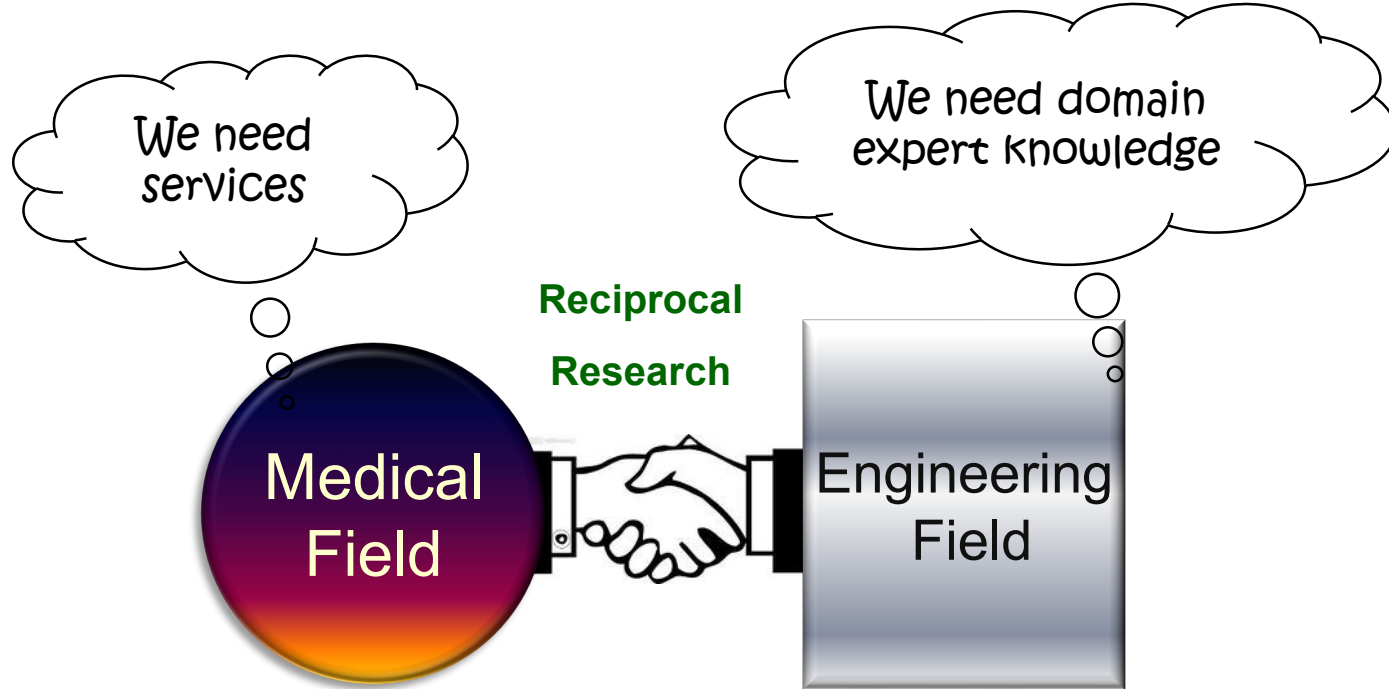 We need
services
We need domain
expert knowledge
Reciprocal
Research
Medical
Field
Engineering
Field